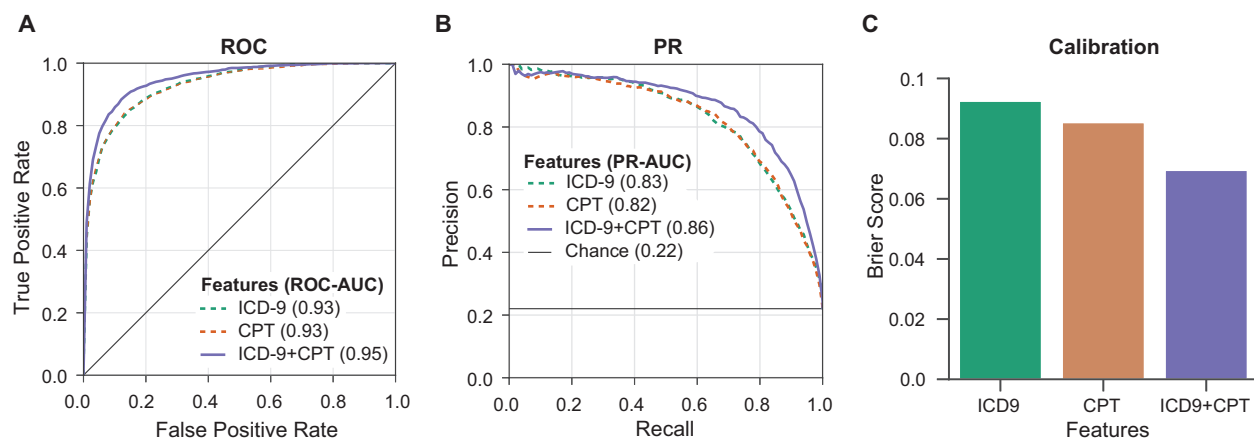 A
ROC
True Positive Rate
1.0
0.8
0.6
0.4
0.2
0.0
Features (ROC-AUC)
ICD-9 (0.93)
CPT (0.93)
ICD-9+CPT (0.95)
0.0 0.2 0.4 0.6 0.8 1.0
False Positive Rate
B
PR
Precision
1.0
0.8
0.6
0.4
0.2
0.0
Features (PR-AUC)
ICD-9 (0.83)
CPT (0.82)
ICD-9+CPT (0.86)
Chance (0.22)
0.0 0.2 0.4 0.6 0.8 1.0
Recall
C
Calibration
Brier Score
0.1
0.08
0.06
0.04
0.02
0.0
ICD9 CPT ICD9+CPT
Features